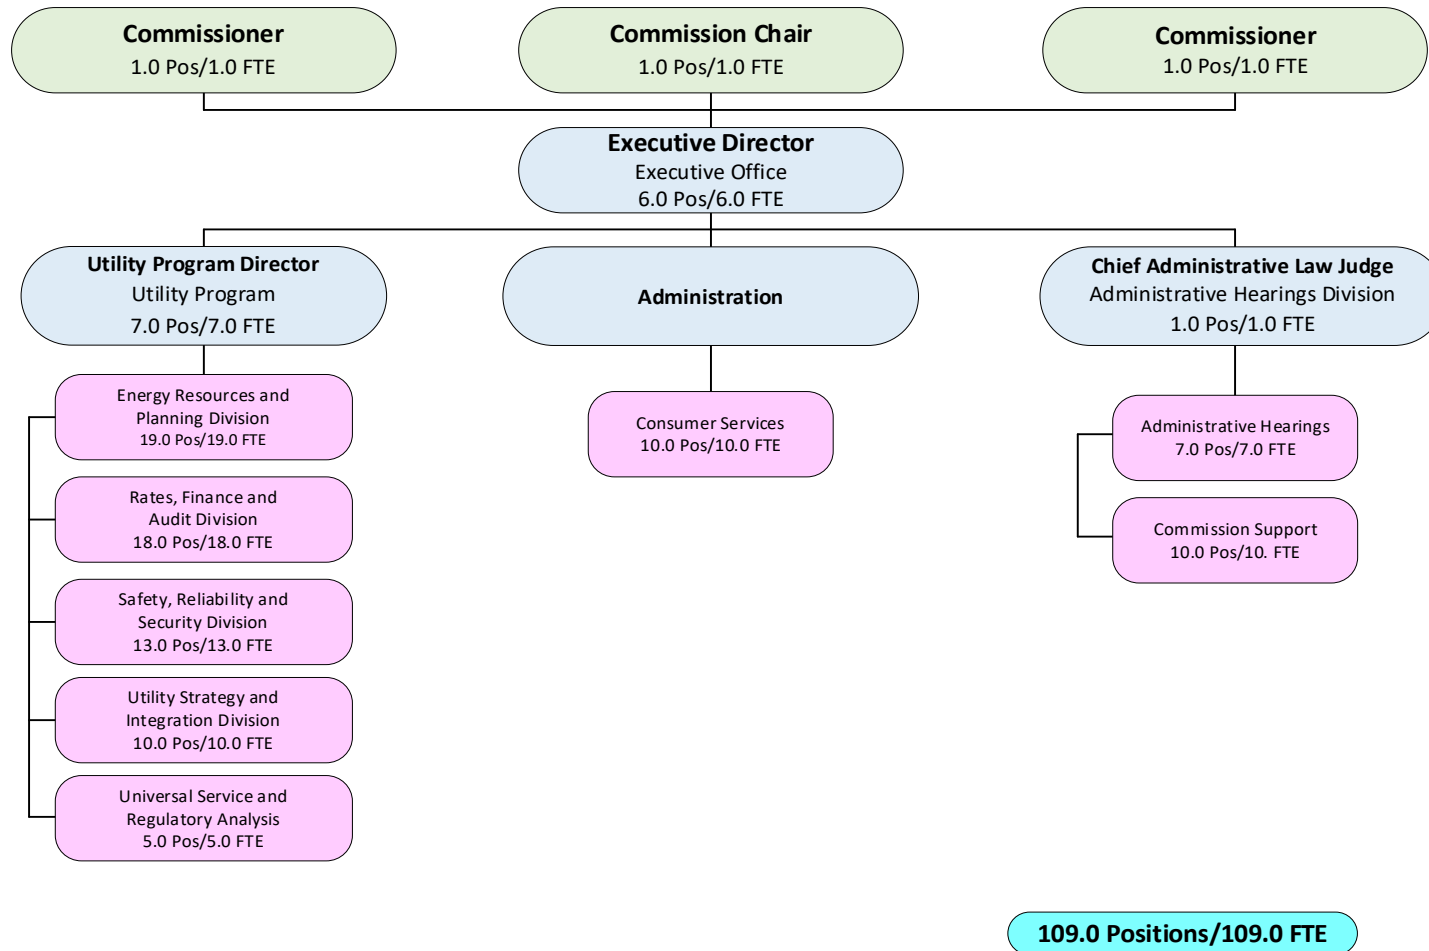 Commissioner
1.0 Pos/1.0 FTE
Commission Chair
1.0 Pos/1.0 FTE
Commissioner
1.0 Pos/1.0 FTE
Executive Director
Executive Office
6.0 Pos/6.0 FTE
Utility Program Director
Utility Program
7.0 Pos/7.0 FTE
Administration
Chief Administrative Law Judge
Administrative Hearings Division
1.0 Pos/1.0 FTE
Energy Resources and
Planning Division
19.0 Pos/19.0 FTE
Rates, Finance and
Audit Division
18.0 Pos/18.0 FTE
Safety, Reliability and
Security Division
13.0 Pos/13.0 FTE
Utility Strategy and
Integration Division
10.0 Pos/10.0 FTE
Universal Service and
Regulatory Analysis
5.0 Pos/5.0 FTE
Consumer Services
10.0 Pos/10.0 FTE
Administrative Hearings
7.0 Pos/7.0 FTE
Commission Support
10.0 Pos/10. FTE
109.0 Positions/109.0 FTE